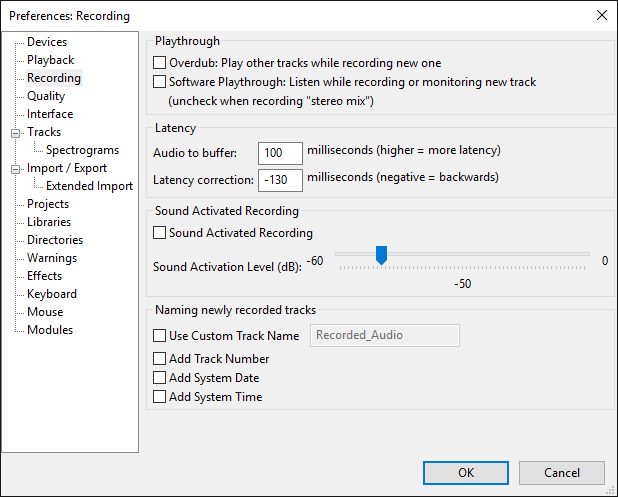 Preferences: Recording
Devices
Playback
Recording
Quality
Interface
Tracks
Spectrograms
Import / Export
Extended Import
Projects
Libraries
Directories
Warnings
Effects
Keyboard
Mouse
Modules
Playthrough
Overdub: Play other tracks while recording new one
Software Playthrough: Listen while recording or monitoring new track
(uncheck when recording "stereo mix")
Latency
Audio to buffer: 100 milliseconds (higher = more latency)
Latency correction: -130 milliseconds (negative = backwards)
Sound Activated Recording
Sound Activated Recording
Sound Activation Level (dB): -60 0
-50
Naming newly recorded tracks
Use Custom Track Name Recorded_Audio
Add Track Number
Add System Date
Add System Time
OK Cancel